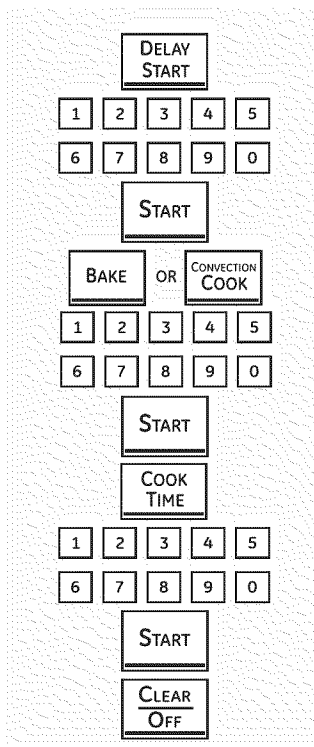 DELAY
START
1 2 3 4 5
6 7 8 9 0
START
BAKE OR CONVECTION COOK
1 2 3 4 5
6 7 8 9 0
START
COOK
TIME
1 2 3 4 5
6 7 8 9 0
START
CLEAR
OFF